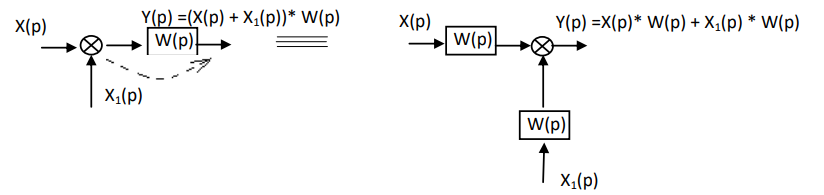 X(p)
Y(p) =(X(p) + X₁(p))* W(p)
W(p)
X₁(p)
X(p)
W(p)
Y(p) =X(p)* W(p) + X₁(p) * W(p)
W(p)
X₁(p)